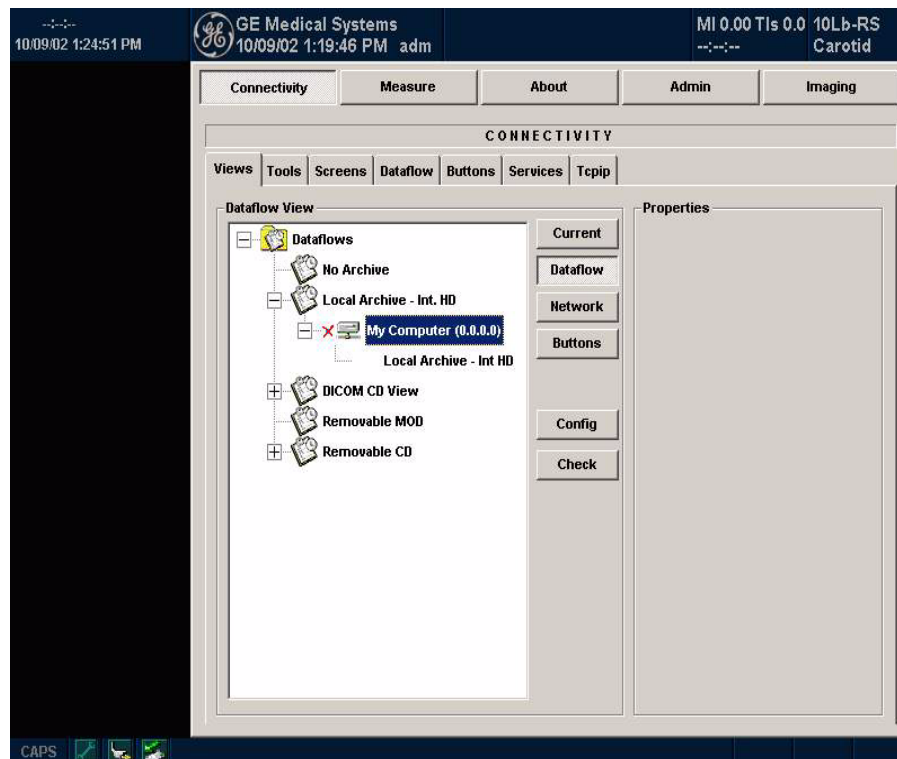 --:--:--
10/09/02 1:24:51 PM
GE Medical Systems
10/09/02 1:19:46 PM adm
MI 0.00 TIs 0.0 10Lb-RS
--:--:-- Carotid
Connectivity Measure About Admin Imaging
CONNECTIVITY
Views Tools Screens Dataflow Buttons Services Tcpip
Dataflow View
Dataflows
No Archive
Local Archive - Int. HD
My Computer (0.0.0.0)
Local Archive - Int HD
DICOM CD View
Removable MOD
Removable CD
Current
Dataflow
Network
Buttons
Config
Check
Properties
CAPS